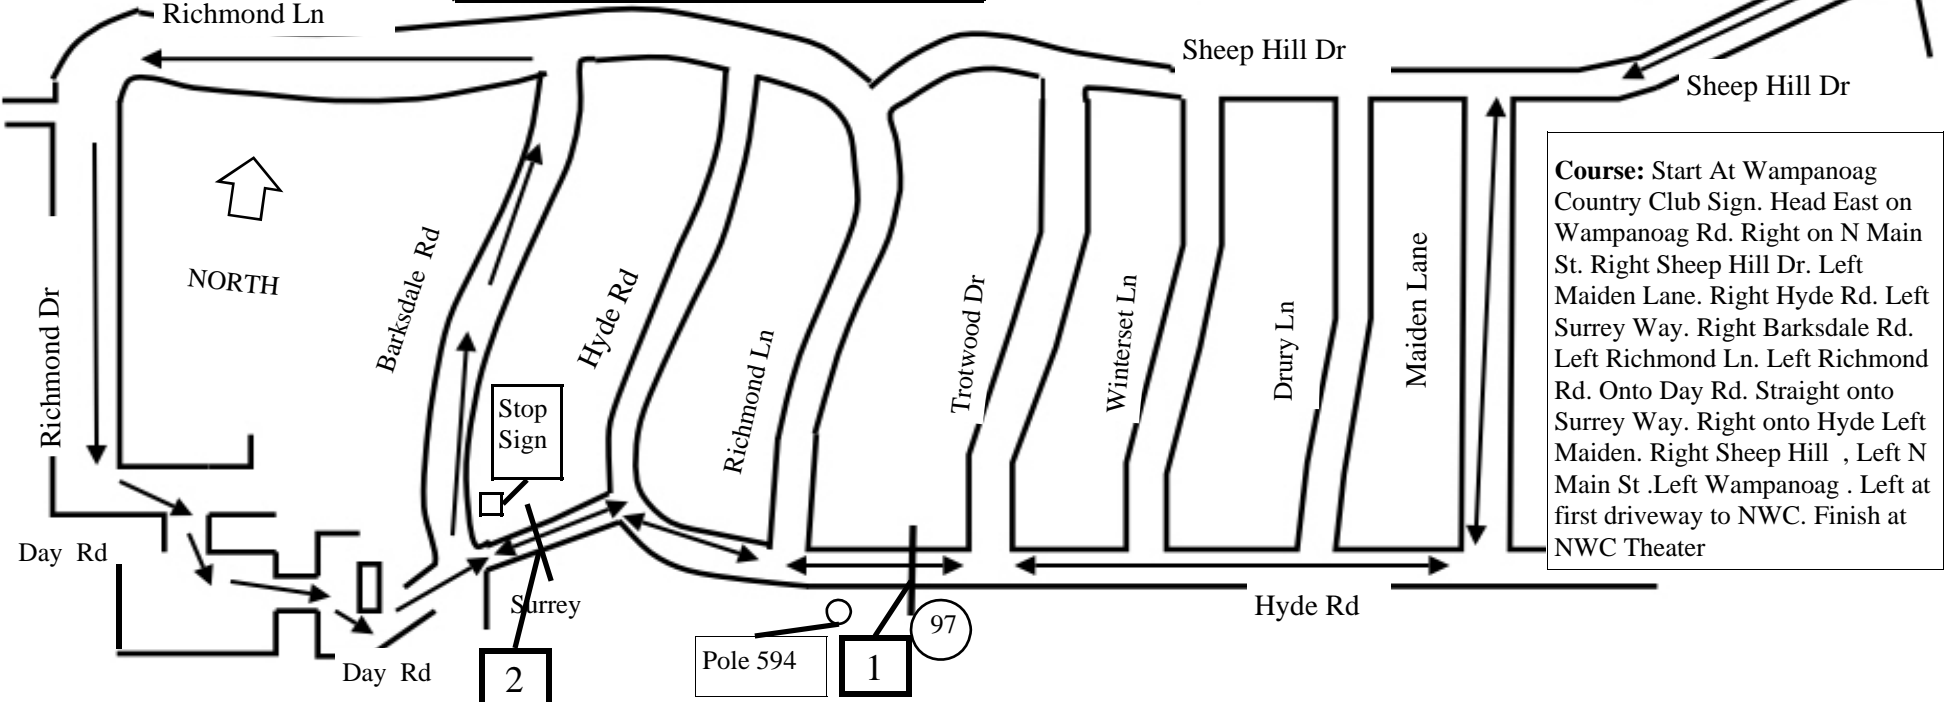 Richmond Ln
Sheep Hill Dr
Sheep Hill Dr
Course: Start At Wampanoag
Country Club Sign. Head East on
Wampanoag Rd. Right on N Main
St. Right Sheep Hill Dr. Left
Maiden Lane. Right Hyde Rd. Left
Surrey Way. Right Barksdale Rd.
Left Richmond Ln. Left Richmond
Rd. Onto Day Rd. Straight onto
Surrey Way. Right onto Hyde Left
Maiden. Right Sheep Hill , Left N
Main St .Left Wampanoag . Left at
first driveway to NWC. Finish at
NWC Theater
NORTH
Richmond Dr
Barksdale Rd
Hyde Rd
Richmond Ln
Trotwood Dr
Winterset Ln
Drury Ln
Maiden Lane
Stop
Sign
Day Rd
Surrey
Hyde Rd
97
Pole 594
1
Day Rd
2